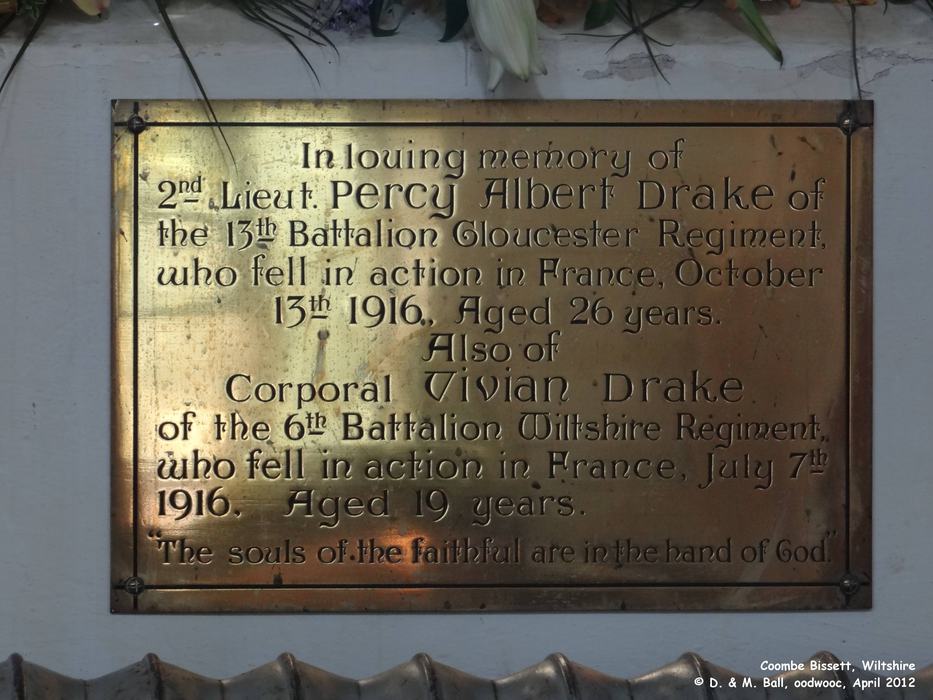 In loving memory of
2nd Lieut. Percy Albert Drake of
the 13th Battalion Gloucester Regiment,
who fell in action in France, October
13th 1916., Aged 26 years.
Also of
Corporal Vivian Drake
of the 6th Battalion Wiltshire Regiment,
who fell in action in France, July 7th
1916. Aged 19 years.
"The souls of the faithful are in the hand of God."
Coombe Bissett, Wiltshire
© D. & M. Ball, oodwooc, April 2012